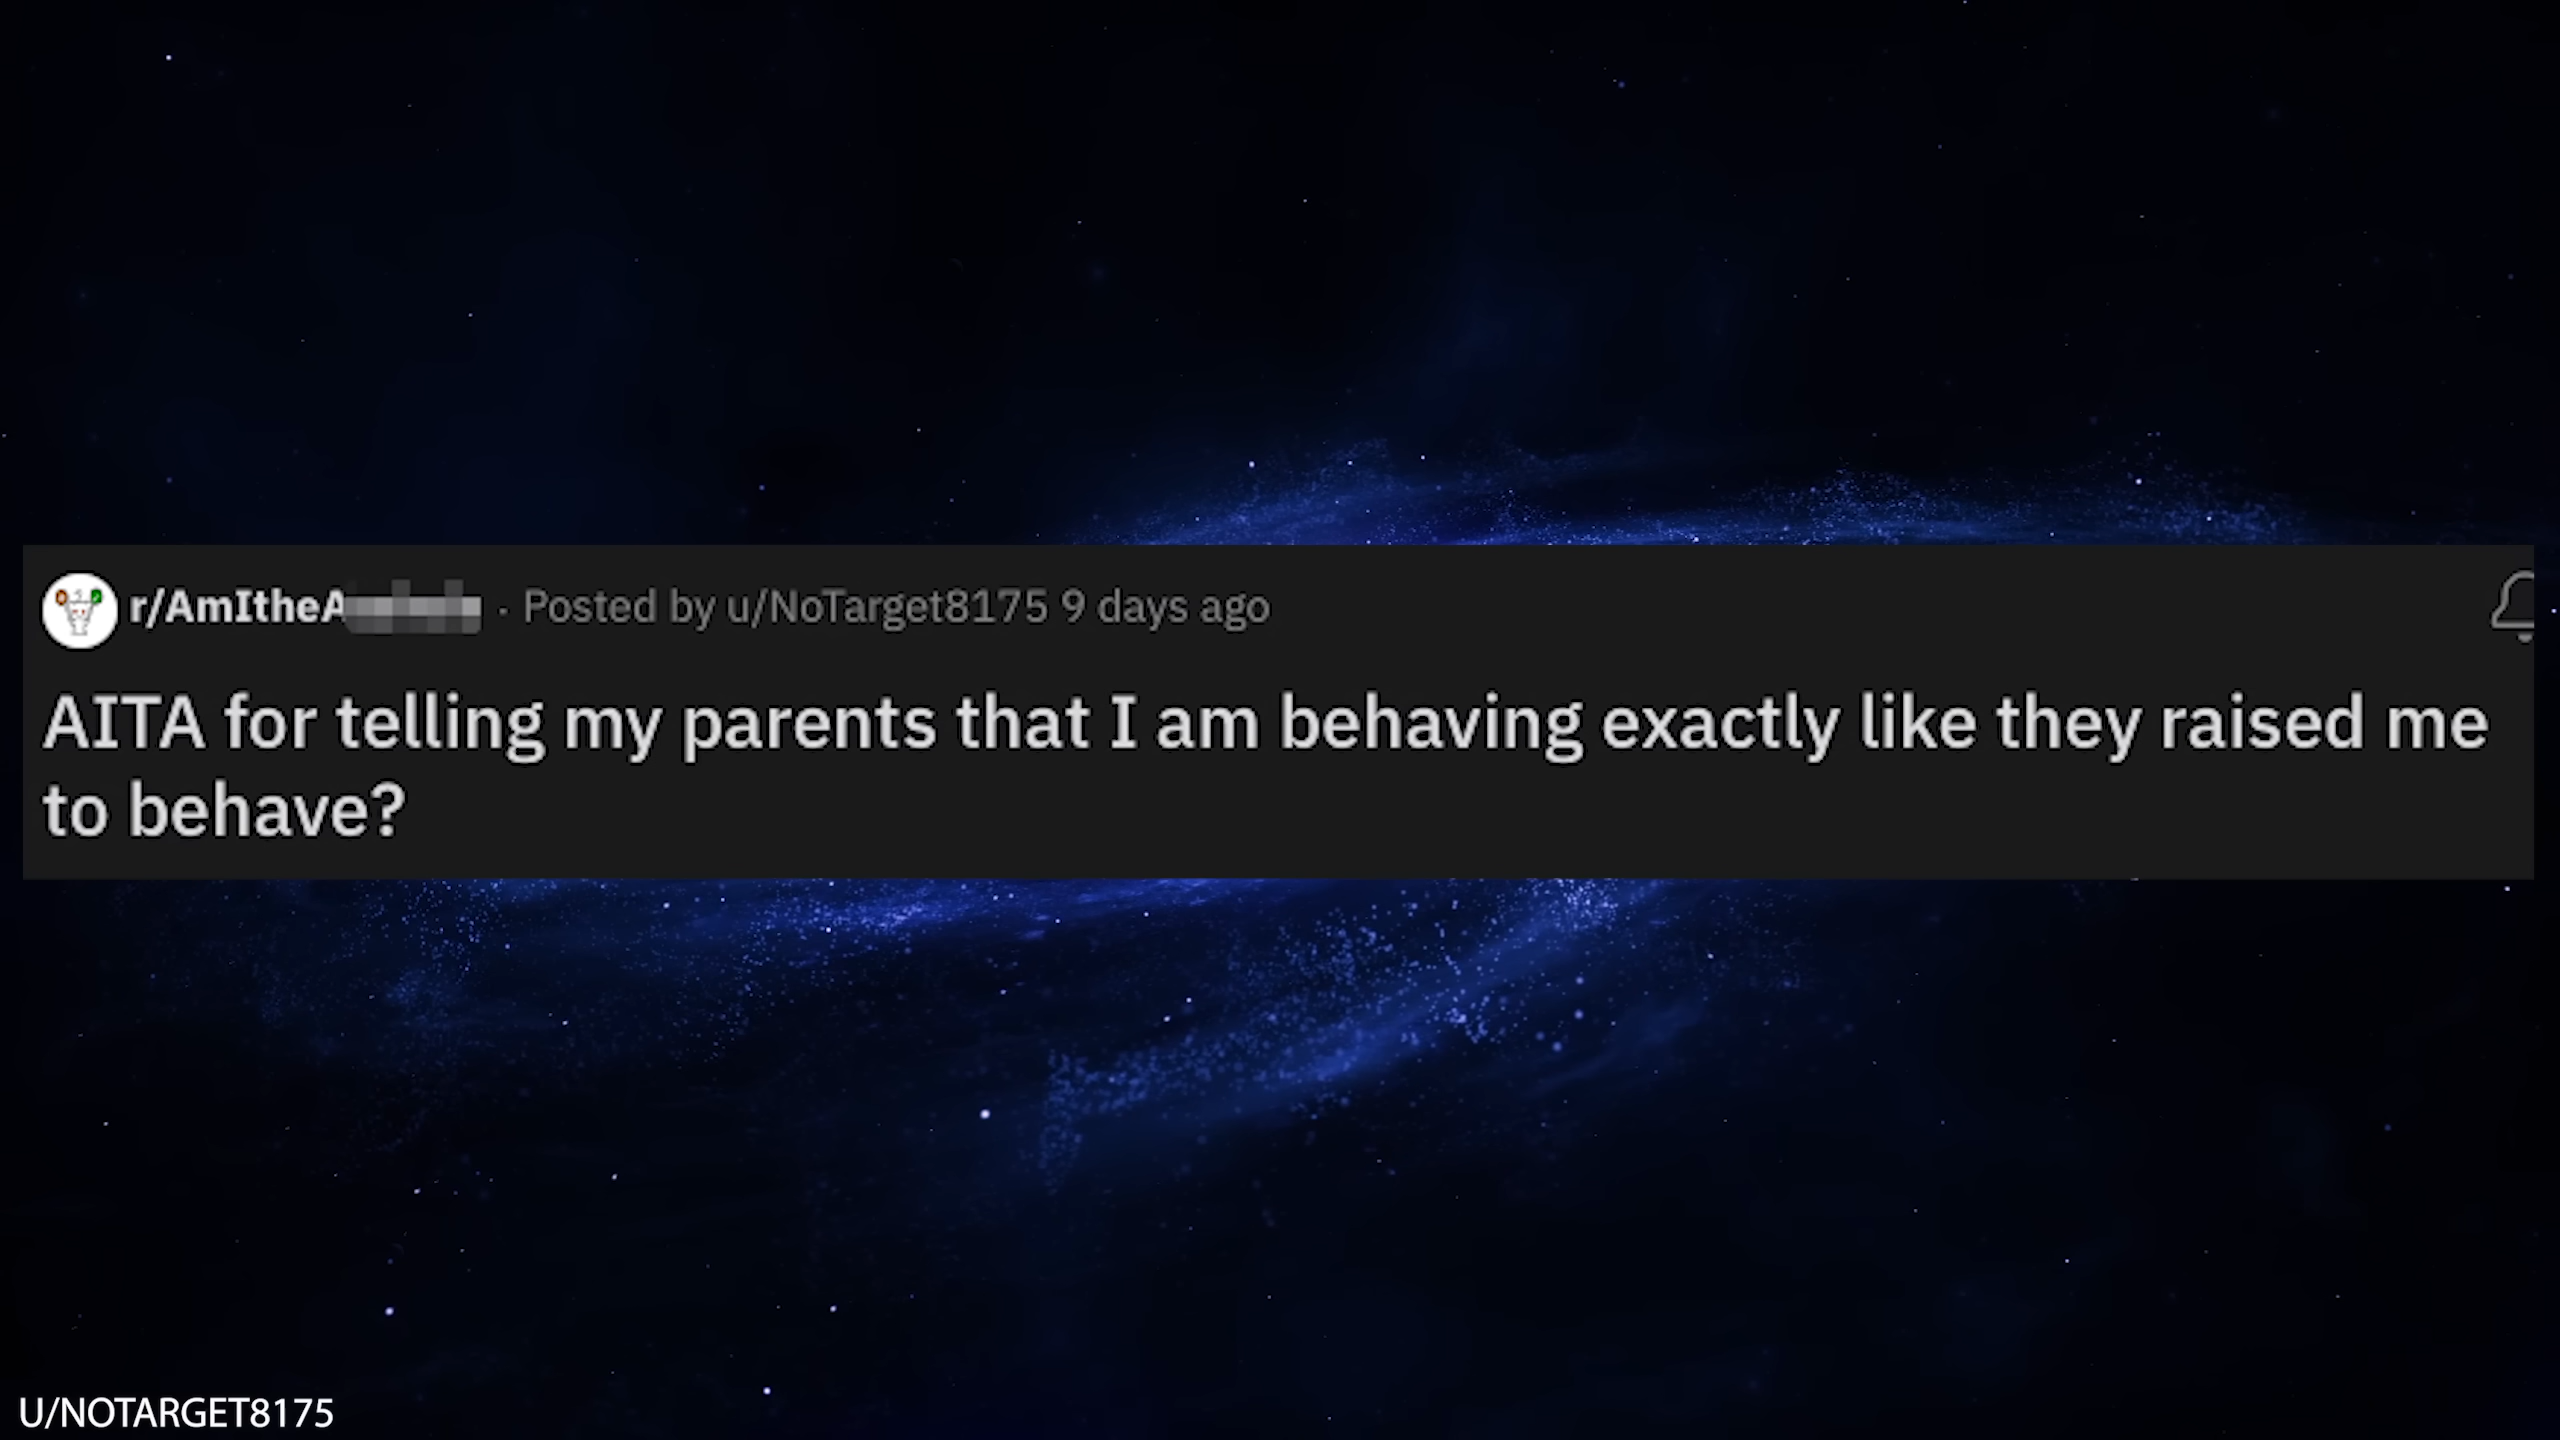 r/AmItheA · Posted by u/NoTarget8175 9 days ago
AITA for telling my parents that I am behaving exactly like they raised me
to behave?
U/NOTARGET8175